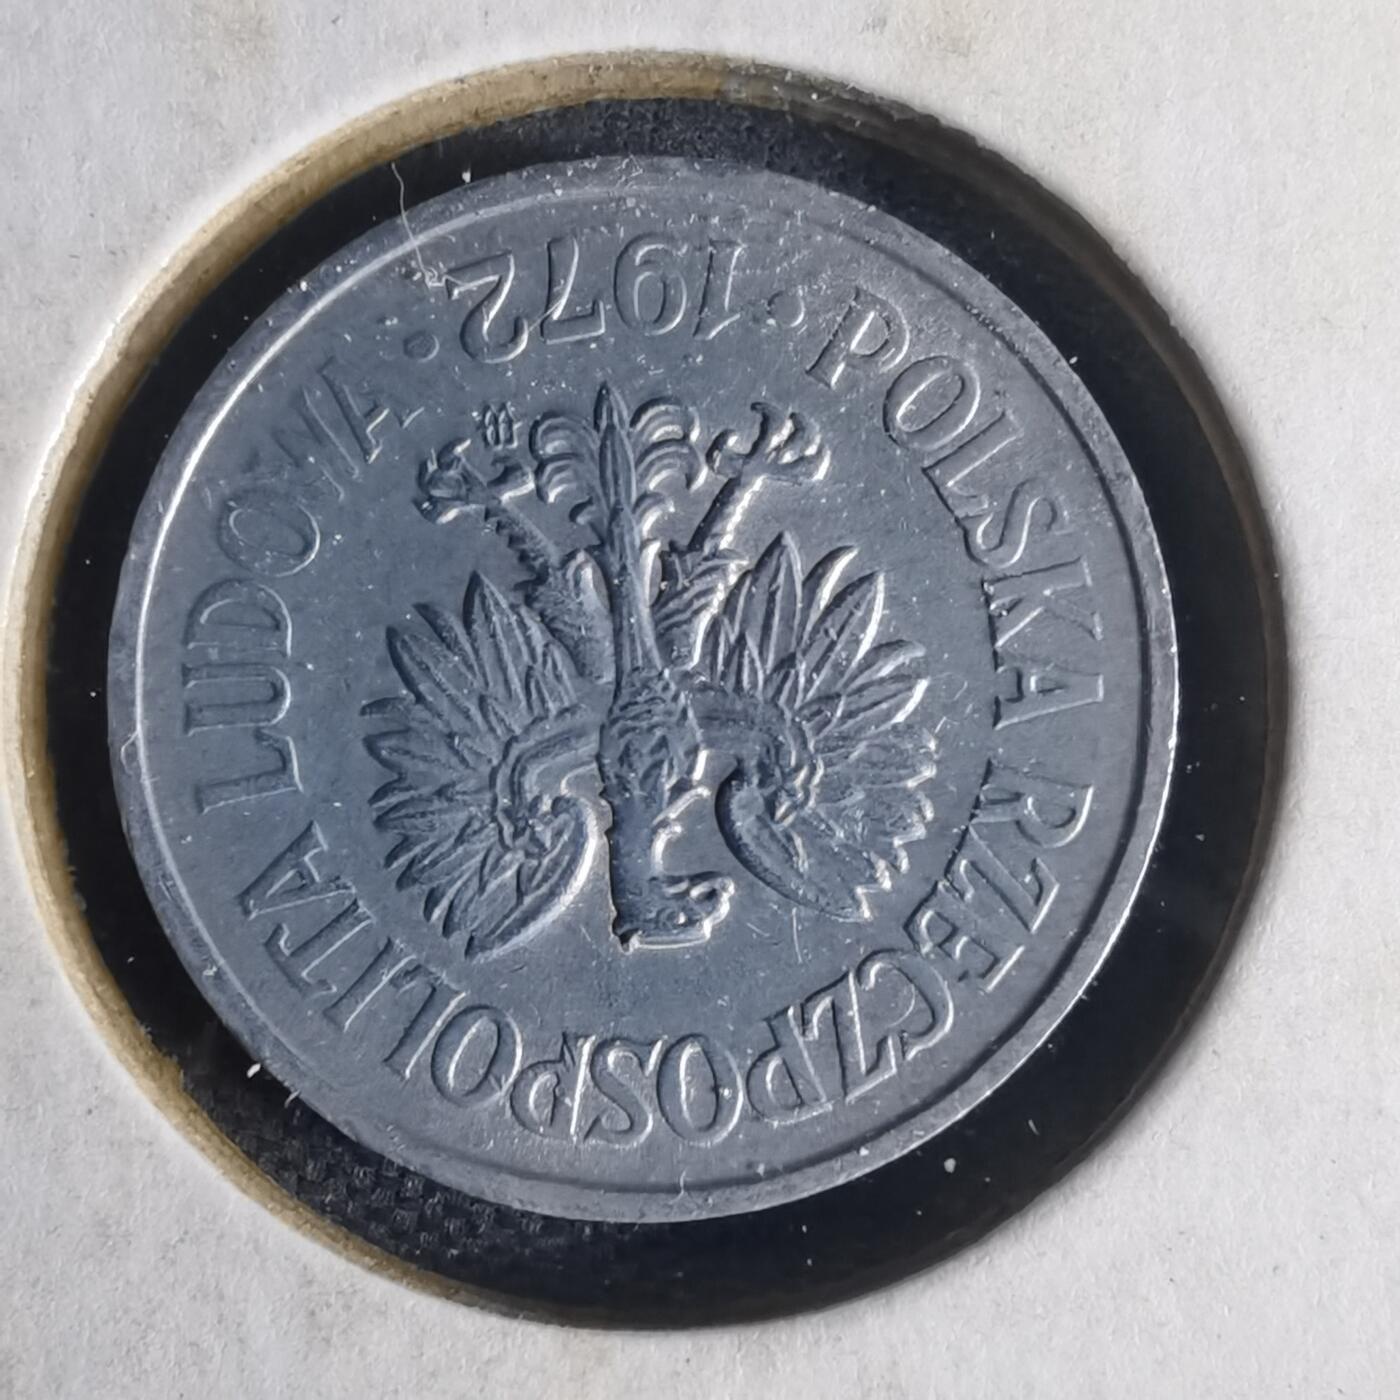 POLSKA RZECZPOSPOLITA LUDOWA
· 1972 ·